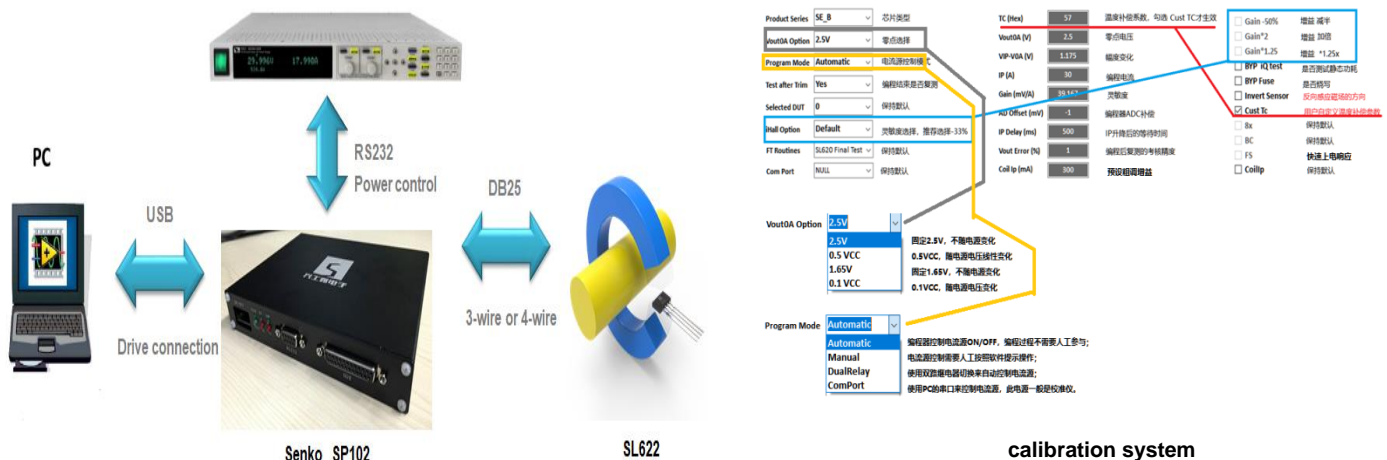 PC
USB
Drive connection
RS232
Power control
DB25
3-wire or 4-wire
Senko SP102
SL622
29.996V 17.990A
Product Series SE_B 芯片类型
Vout0A Option 2.5V 零点选择
Program Mode Automatic 电流源控制模式
Test after Trim Yes 编程结束是否复测
Selected DUT 0 保持默认
iHall Option Default 灵敏度选择,推荐选择-33%
FT Routines SL620 Final Test 保持默认
Com Port NULL 保持默认
TC (Hex) 57 温度补偿系数,勾选 Cust TC才生效
Vout0A (V) 2.5 零点电压
VIP-V0A (V) 1.175 幅度变化
IP (A) 30 编程电流
Gain (mV/A) 39.167 灵敏度
AD Offset (mV) -1 编程器ADC补偿
IP Delay (ms) 500 IP升降后的等待时间
Vout Error (%) 1 编程后复测的考核精度
Coil Ip (mA) 300 预设粗调增益
Gain -50% 增益 减半
Gain*2 增益 加倍
Gain*1.25 增益 *1.25x
BYP iQ test 是否测试静态功耗
BYP Fuse 是否烧写
Invert Sensor 反向感应磁场的方向
Cust Tc 用户自定义温度补偿参数
8x 保持默认
BC 保持默认
FS 快速上电响应
CoilIp 保持默认
Vout0A Option 2.5V
2.5V 固定2.5V,不随电源变化
0.5 VCC 0.5VCC,随电源电压线性变化
1.65V 固定1.65V,不随电源变化
0.1 VCC 0.1VCC,随电源电压变化
Program Mode Automatic
Automatic 编程器控制电流源ON/OFF,编程过程不需要人工参与;
Manual 电流源控制需要人工按照软件提示操作;
DualRelay 使用双路继电器切换来自动控制电流源;
ComPort 使用PC的串口来控制电流源,此电源一般是校准仪。
calibration system